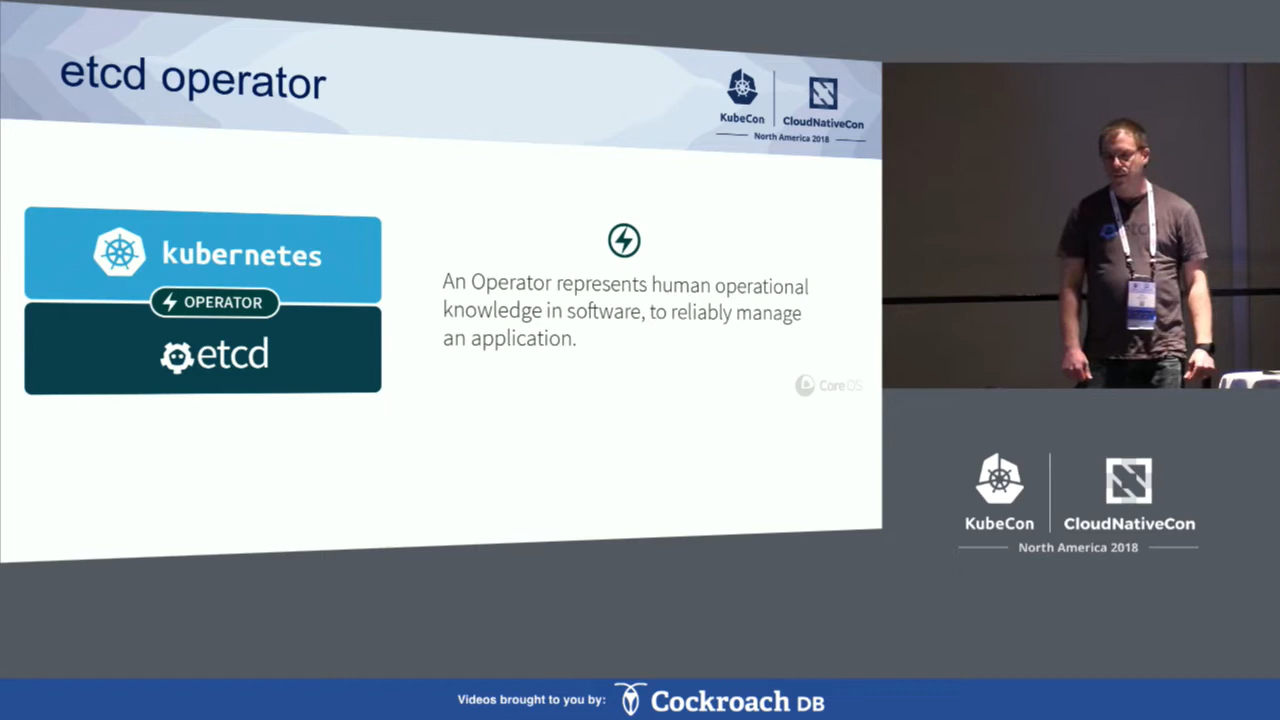 etcd operator
KubeCon
CloudNativeCon
North America 2018
kubernetes
OPERATOR
etcd
An Operator represents human operational
knowledge in software, to reliably manage
an application.
CoreOS
etcd
KubeCon
CloudNativeCon
North America 2018
Videos brought to you by:
Cockroach DB